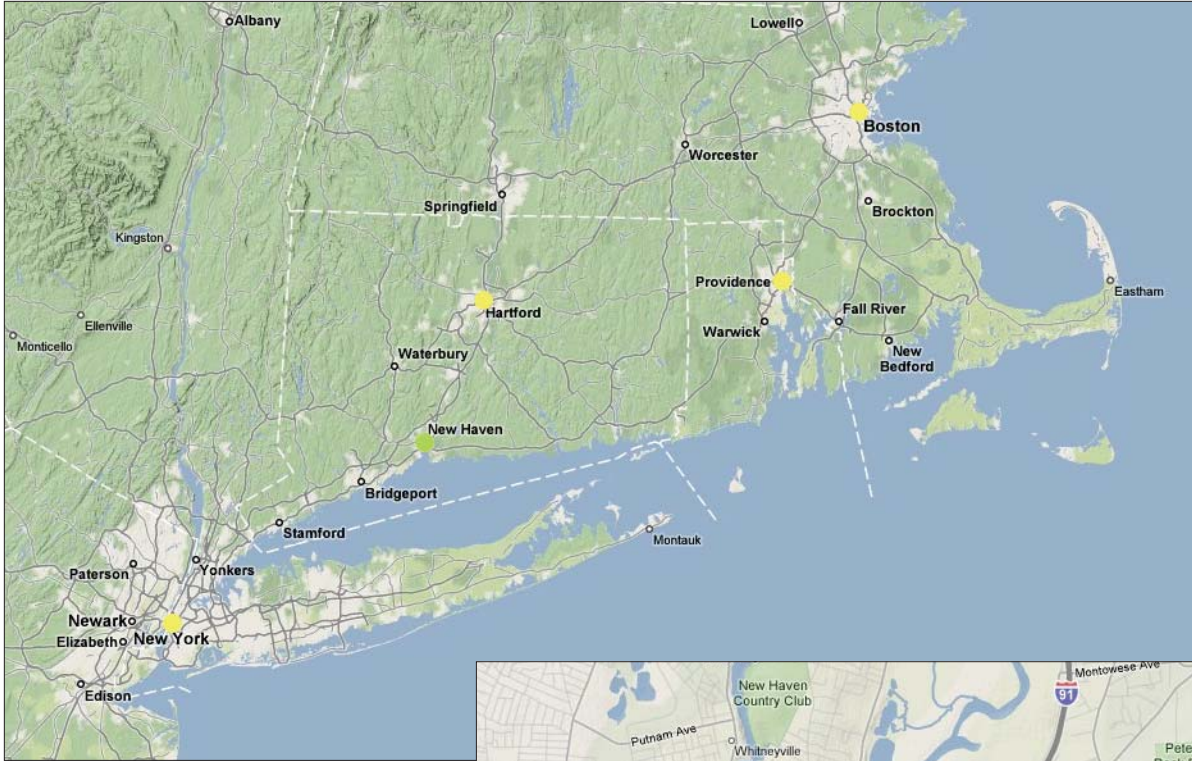 Albany
Lowell
Boston
Worcester
Springfield
Brockton
Kingston
Providence
Eastham
Hartford
Fall River
Ellenville
Warwick
Monticello
New
Bedford
Waterbury
New Haven
Bridgeport
Stamford
Montauk
Paterson
Yonkers
Newark
New York
Elizabeth
Edison
Montowese Ave
New Haven
Country Club
91
Putnam Ave
Whitneyville
Pete